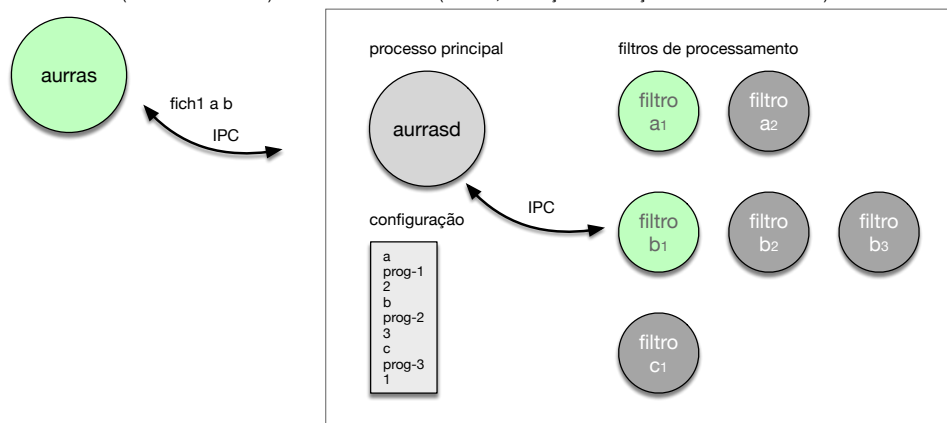 processo principal
filtros de processamento
aurras
fich1 a b
IPC
aurrasd
filtro
a1
filtro
a2
IPC
filtro
b1
filtro
b2
filtro
b3
configuração
a
prog-1
2
b
prog-2
3
c
prog-3
1
filtro
c1